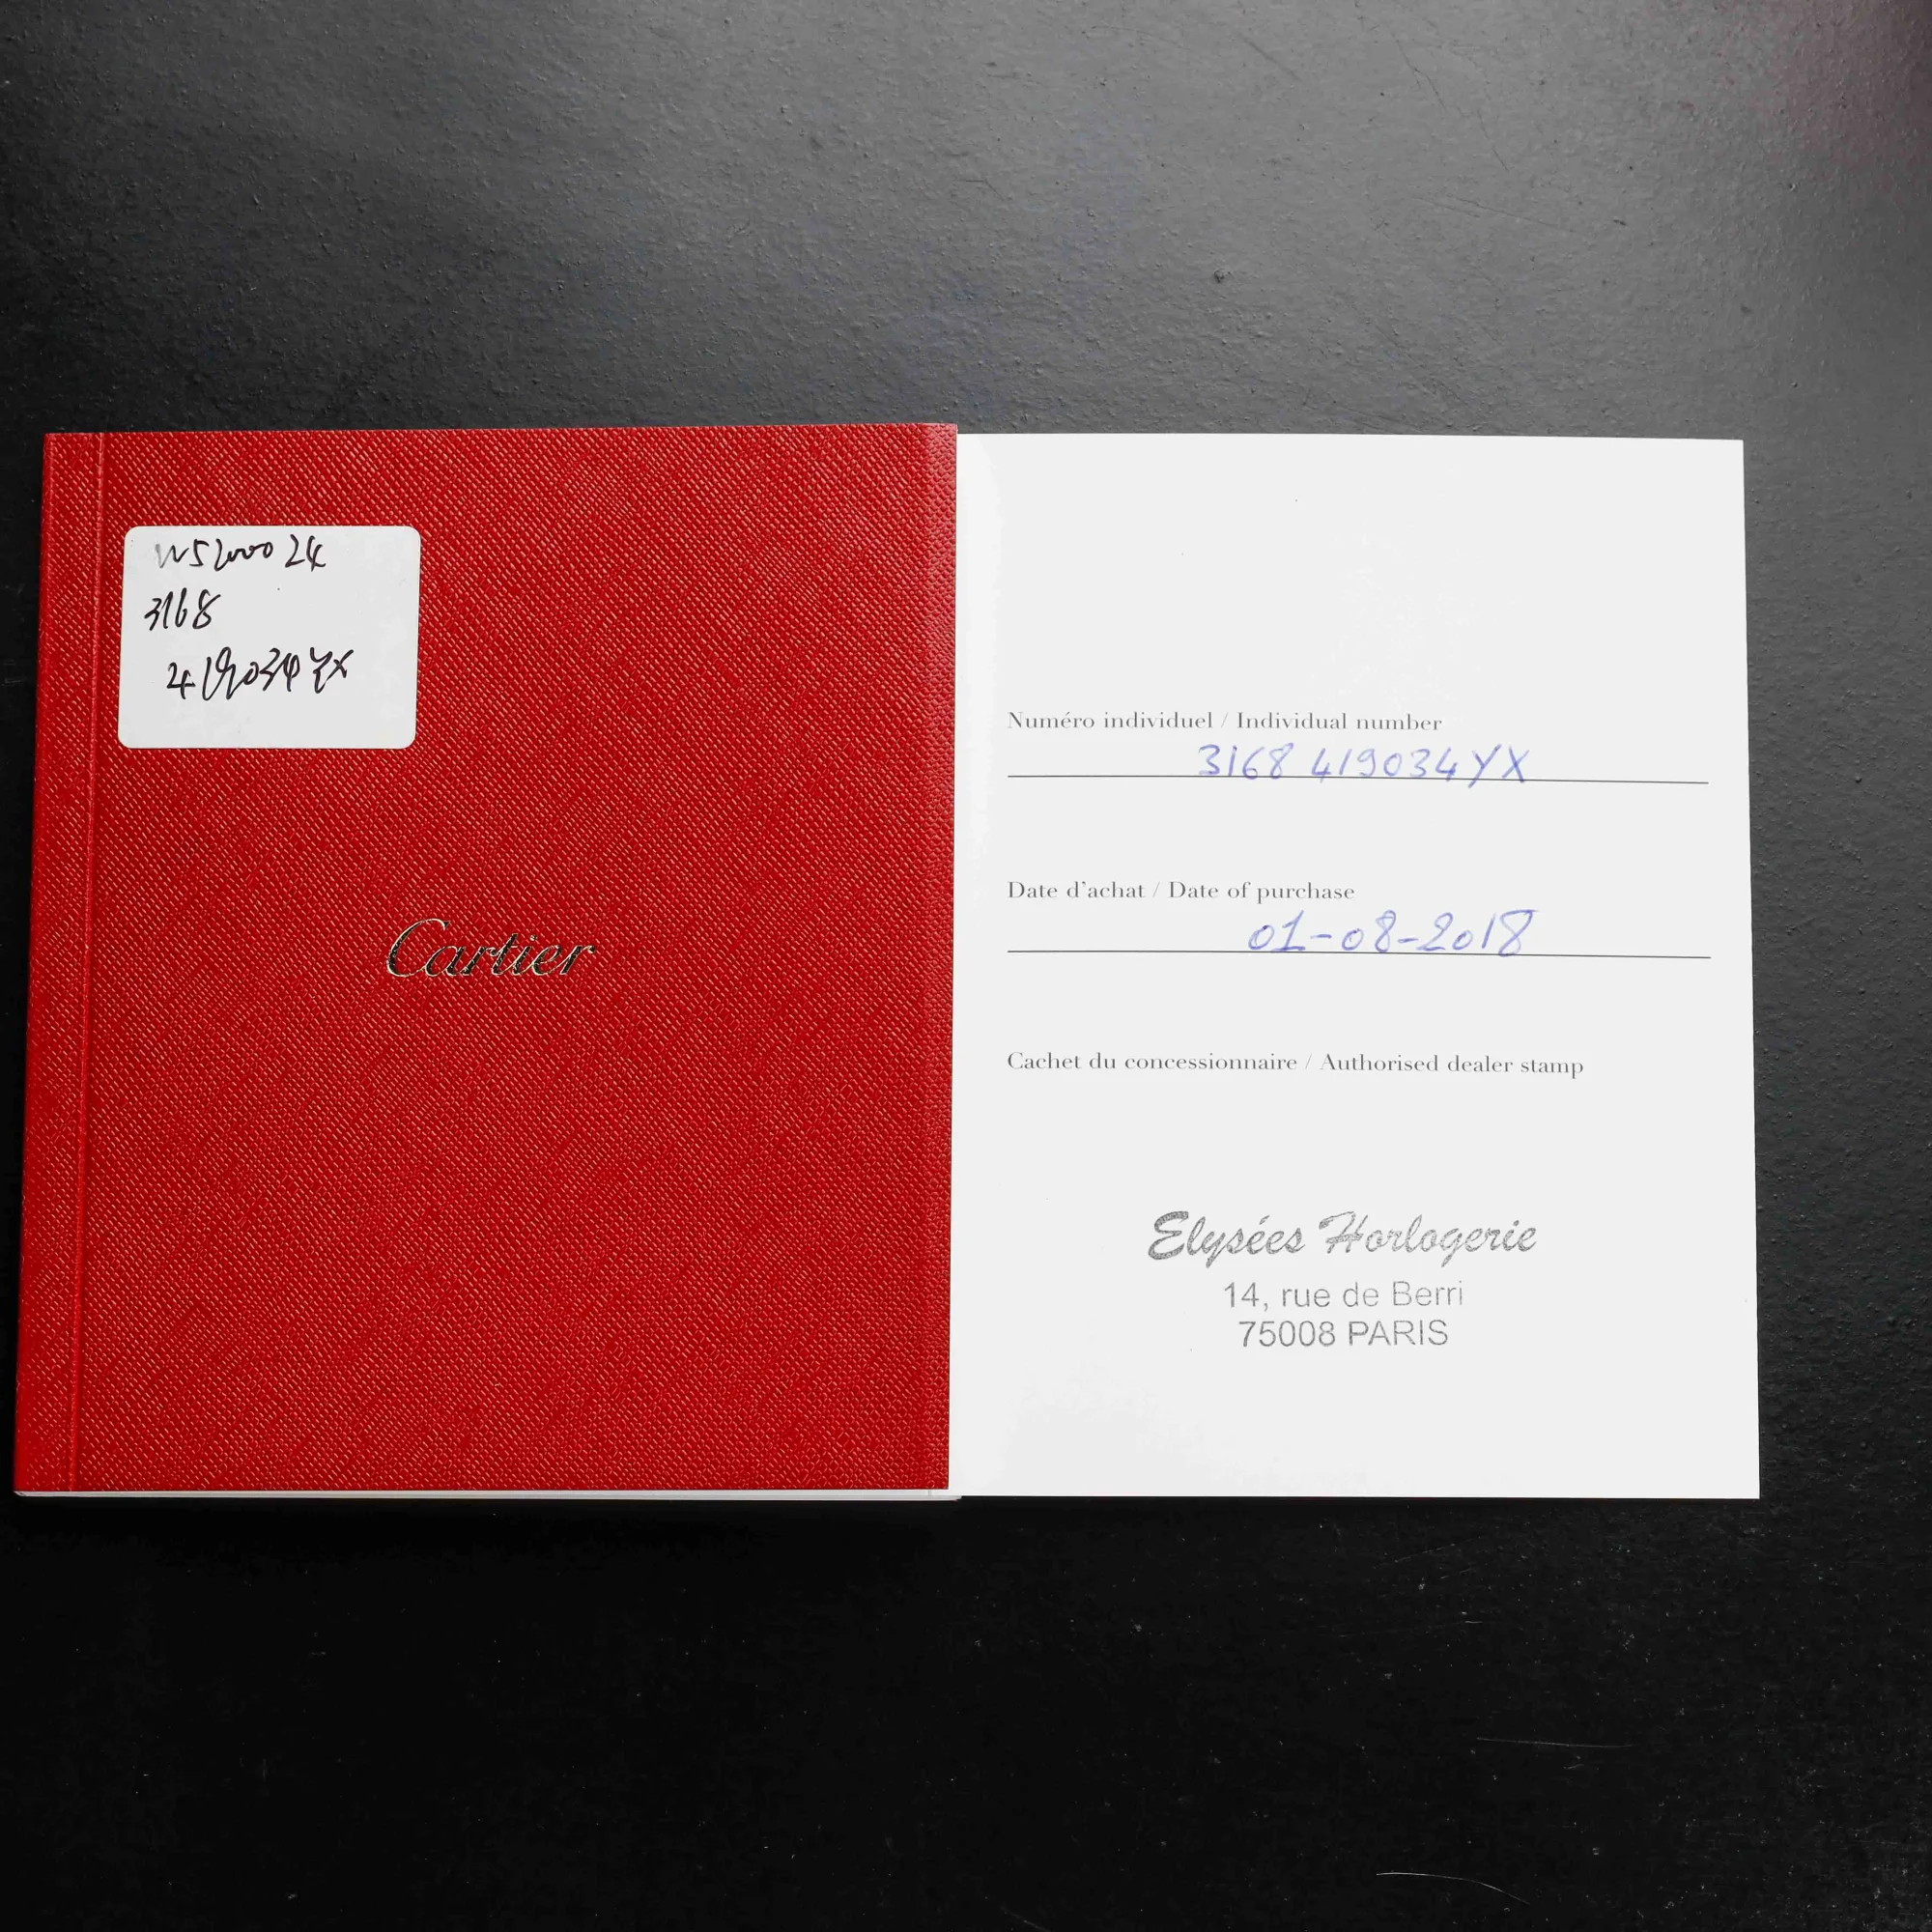 W5200024
3168
419034YX
Cartier
Numéro individuel / Individual number
3168 419034YX
Date d'achat / Date of purchase
01-08-2018
Cachet du concessionnaire / Authorised dealer stamp
Elysées Horlogerie
14, rue de Berri
75008 PARIS